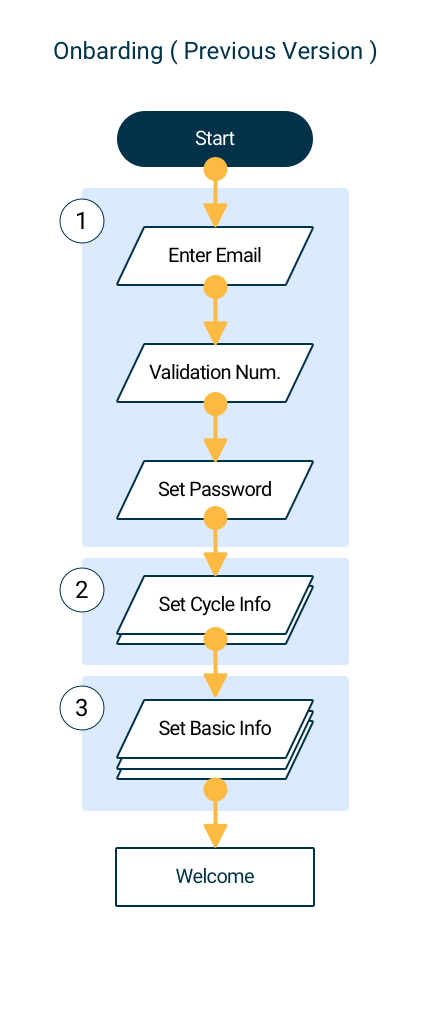 Onbarding ( Previous Version )
Start
1
Enter Email
Validation Num.
Set Password
2
Set Cycle Info
3
Set Basic Info
Welcome